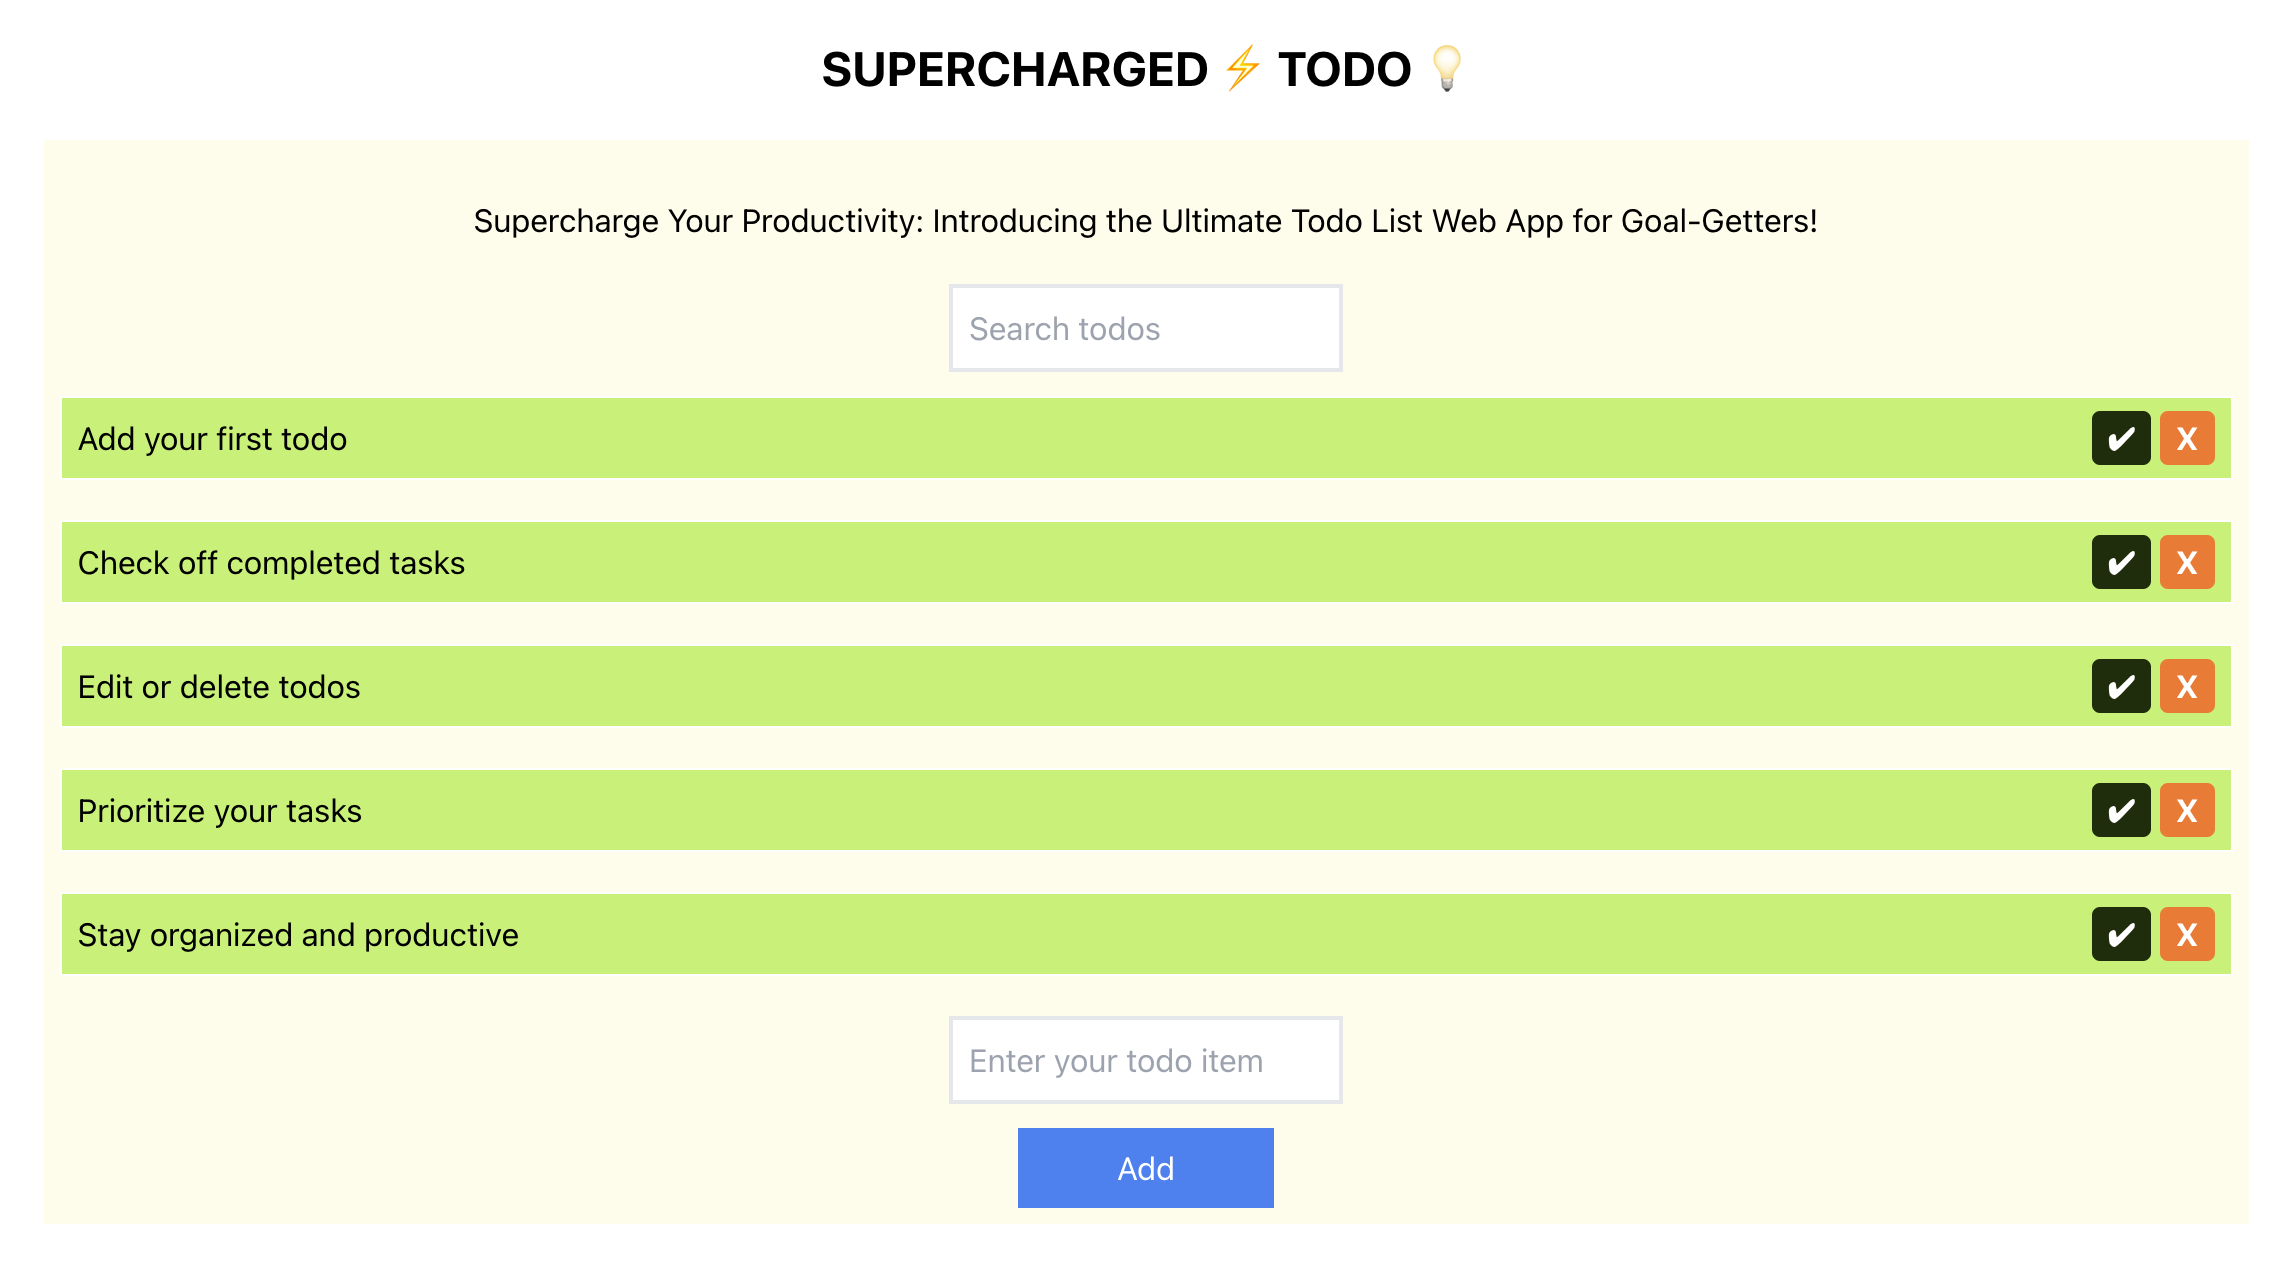 SUPERCHARGED ⚡ TODO 💡
Supercharge Your Productivity: Introducing the Ultimate Todo List Web App for Goal-Getters!
Search todos
Add your first todo ✔ X
Check off completed tasks ✔ X
Edit or delete todos ✔ X
Prioritize your tasks ✔ X
Stay organized and productive ✔ X
Enter your todo item
Add